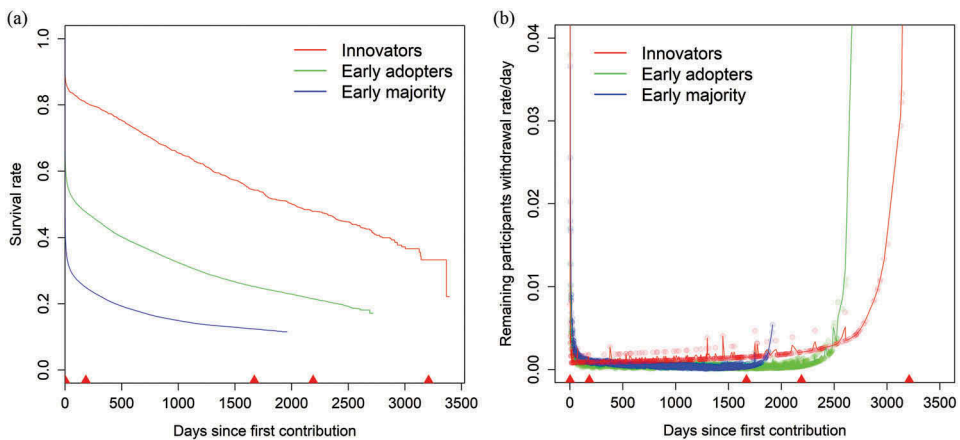 (a)
Survival rate
1.0
0.8
0.6
0.4
0.2
0.0
Innovators
Early adopters
Early majority
0 500 1000 1500 2000 2500 3000 3500
Days since first contribution
(b)
Remaining participants withdrawal rate/day
0.04
0.03
0.02
0.01
0.00
Innovators
Early adopters
Early majority
0 500 1000 1500 2000 2500 3000 3500
Days since first contribution